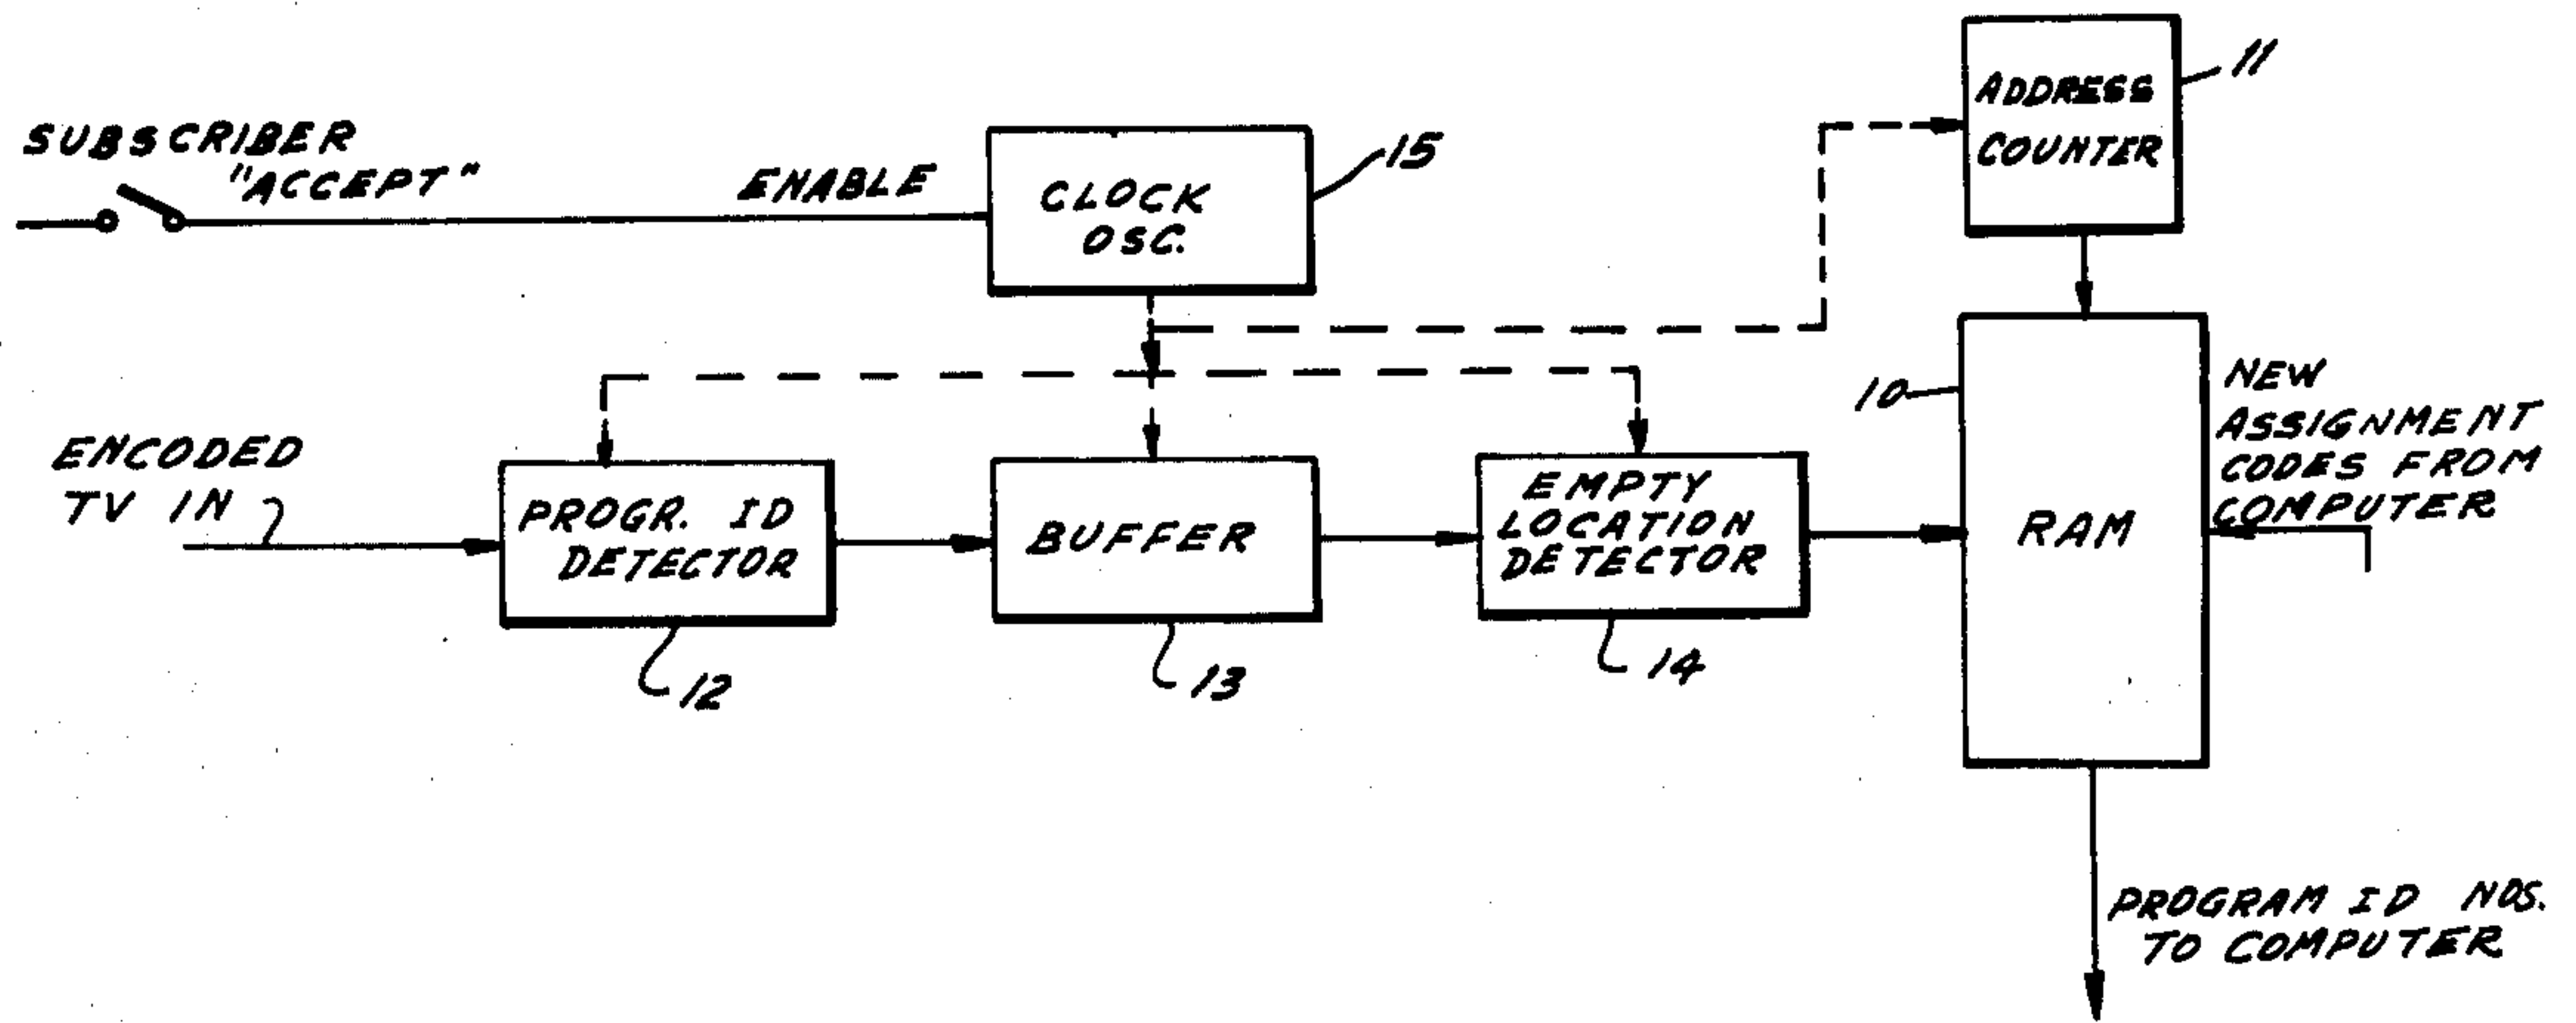 SUBSCRIBER
"ACCEPT"
ENABLE
CLOCK
OSC.
15
ADDRESS
COUNTER
11
ENCODED
TV IN
PROGR. ID
DETECTOR
12
BUFFER
13
EMPTY
LOCATION
DETECTOR
14
10
RAM
NEW
ASSIGNMENT
CODES FROM
COMPUTER
PROGRAM ID NOS.
TO COMPUTER